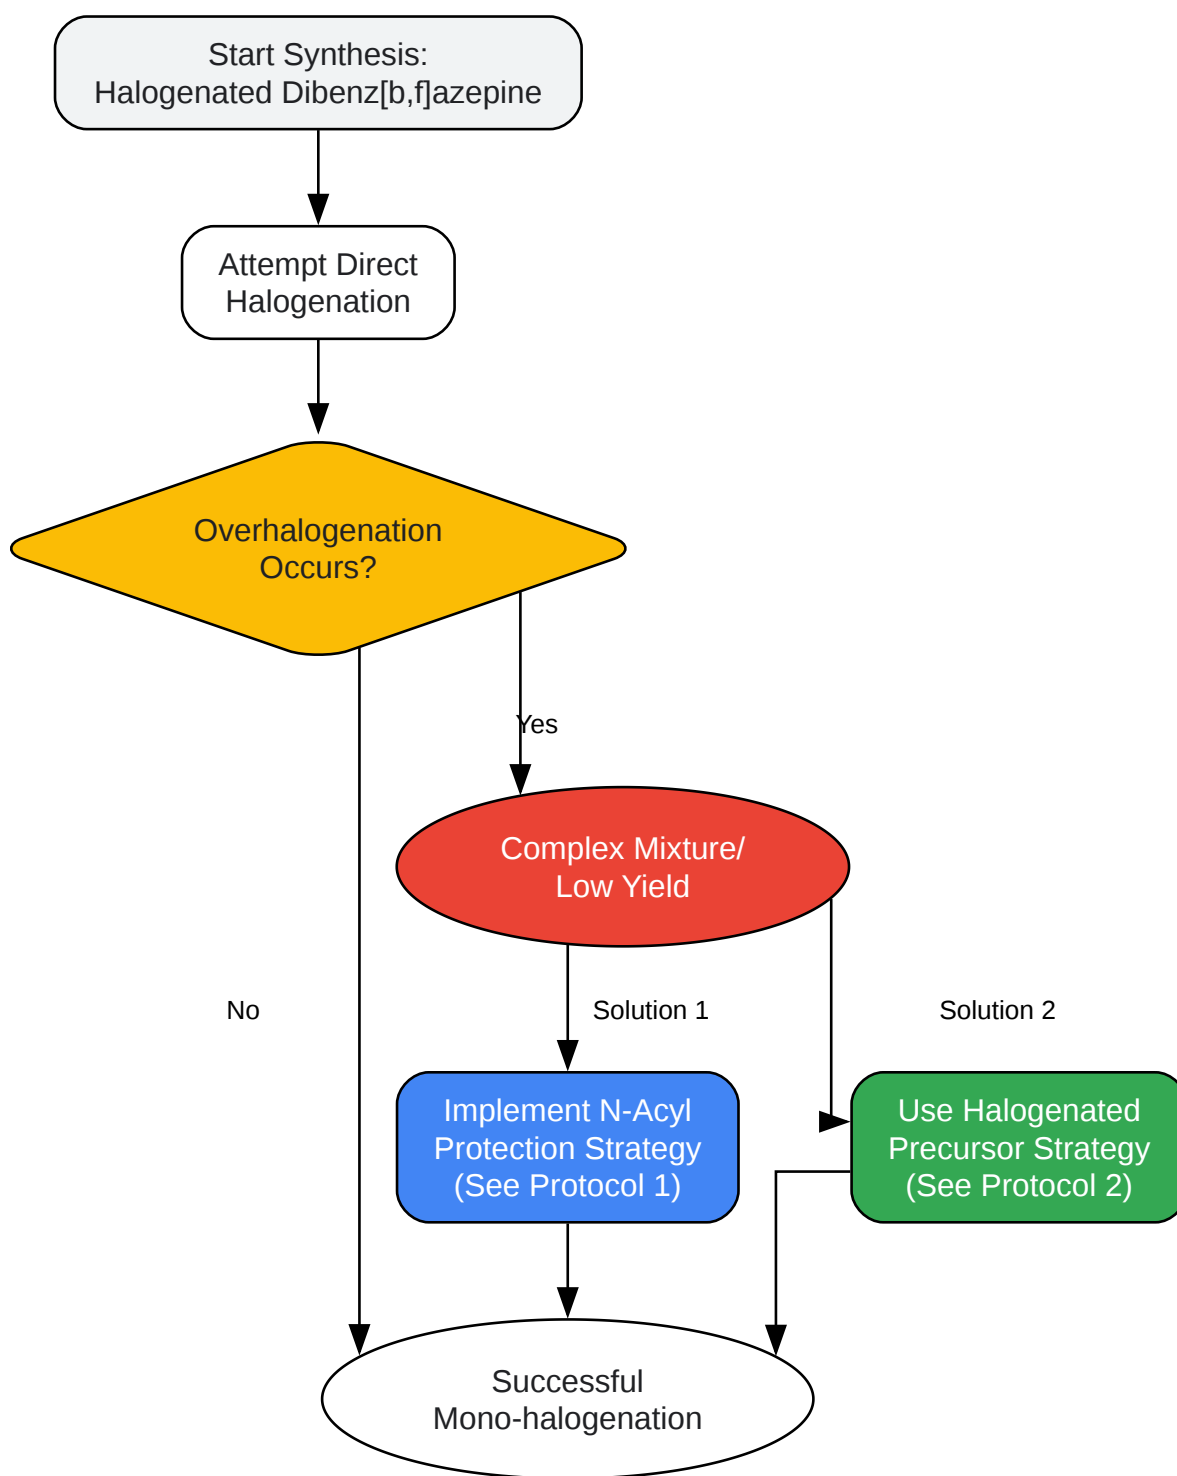 Start Synthesis:
Halogenated Dibenz[b,f]azepine
Attempt Direct
Halogenation
Overhalogenation
Occurs?
Yes
Complex Mixture/
Low Yield
No
Solution 1
Solution 2
Implement N-Acyl
Protection Strategy
(See Protocol 1)
Use Halogenated
Precursor Strategy
(See Protocol 2)
Successful
Mono-halogenation